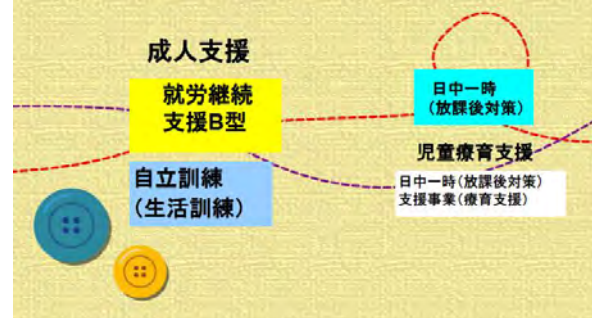 成人支援
就労継続
支援B型
自立訓練
(生活訓練)
日中一時
(放課後対策)
児童療育支援
日中一時(放課後対策)
支援事業(療育支援)